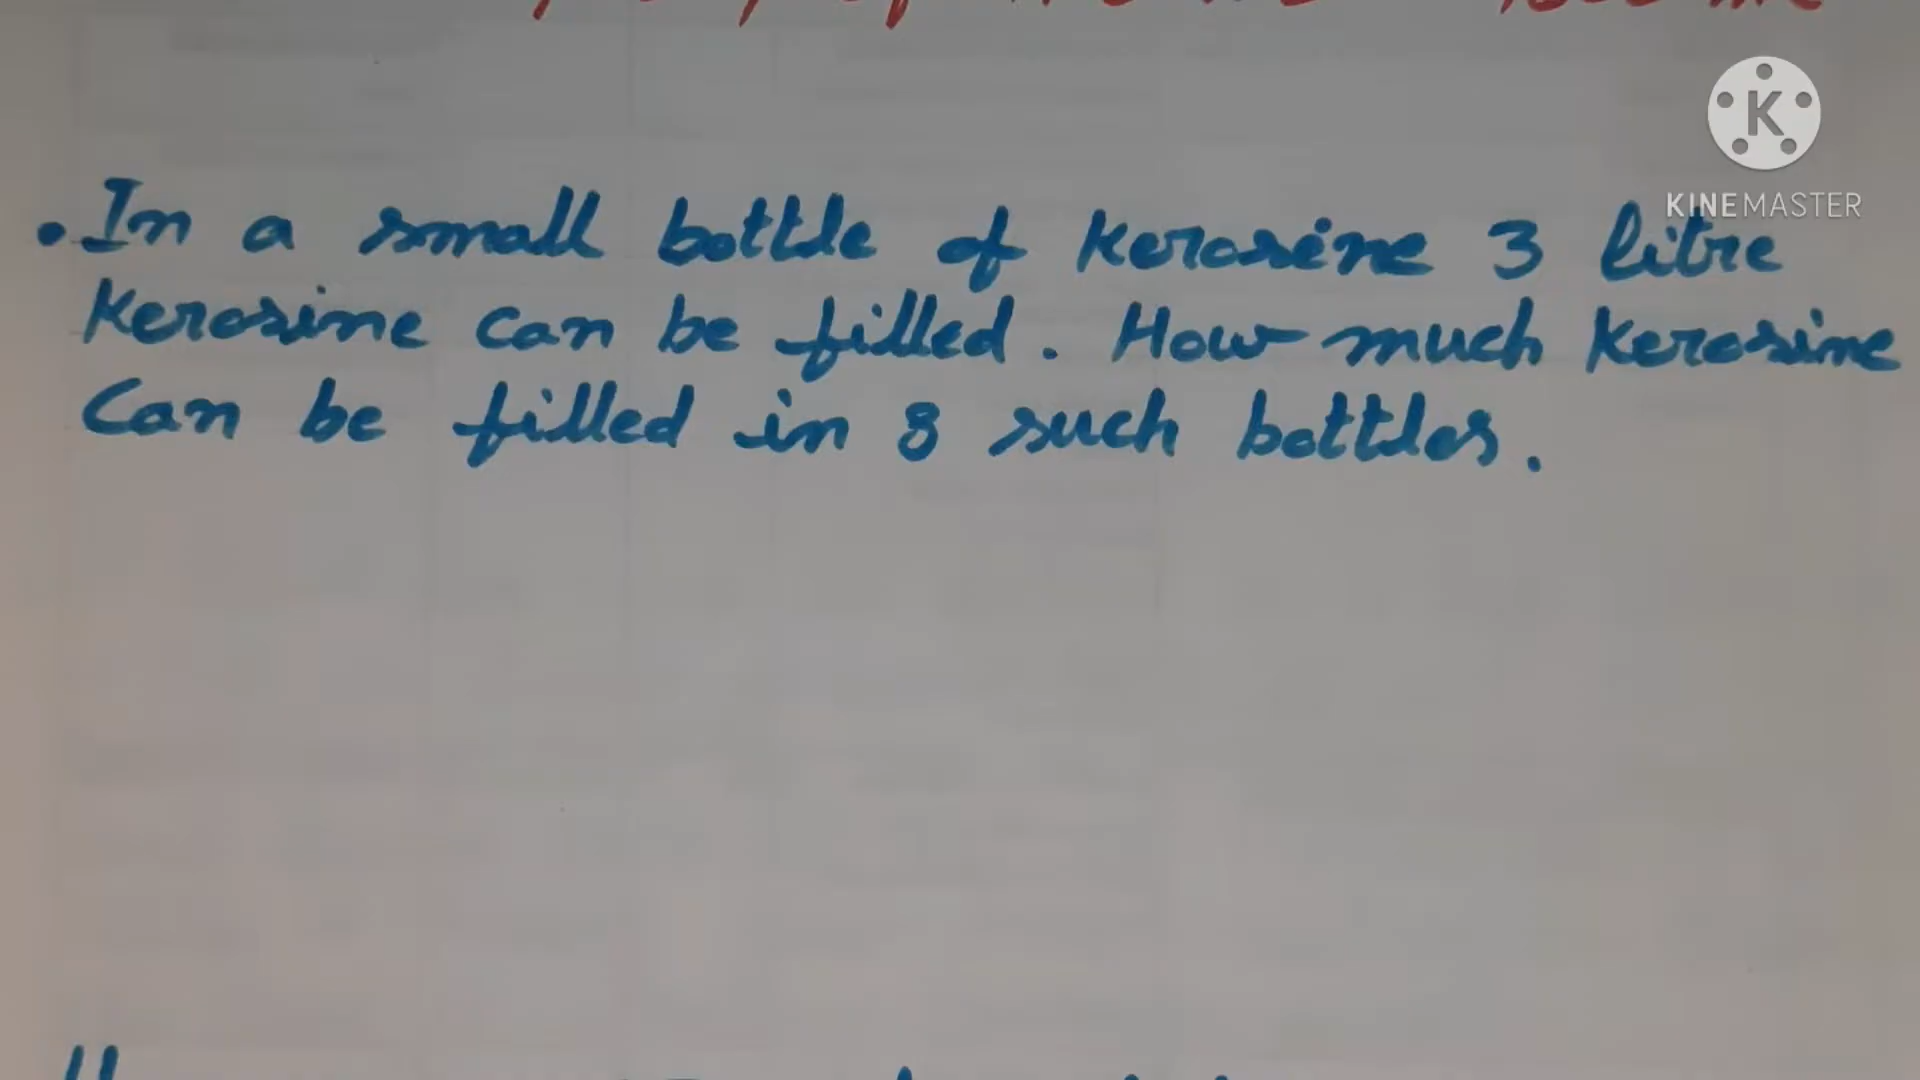 KINEMASTER
. In a small bottle of Kerosine 3 litre
Kerosine can be filled. How much Kerosine
Can be filled in 8 such bottles.